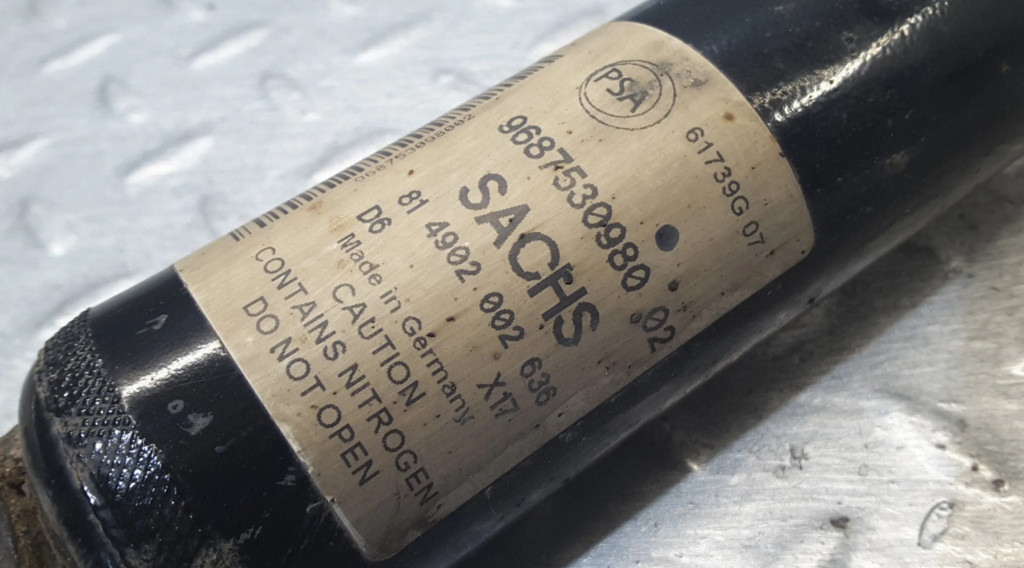 PSA
61739G 07
9687530980 02
SACHS
81 4902 002 636
D6 X17
Made in Germany
CAUTION
CONTAINS NITROGEN
DO NOT OPEN